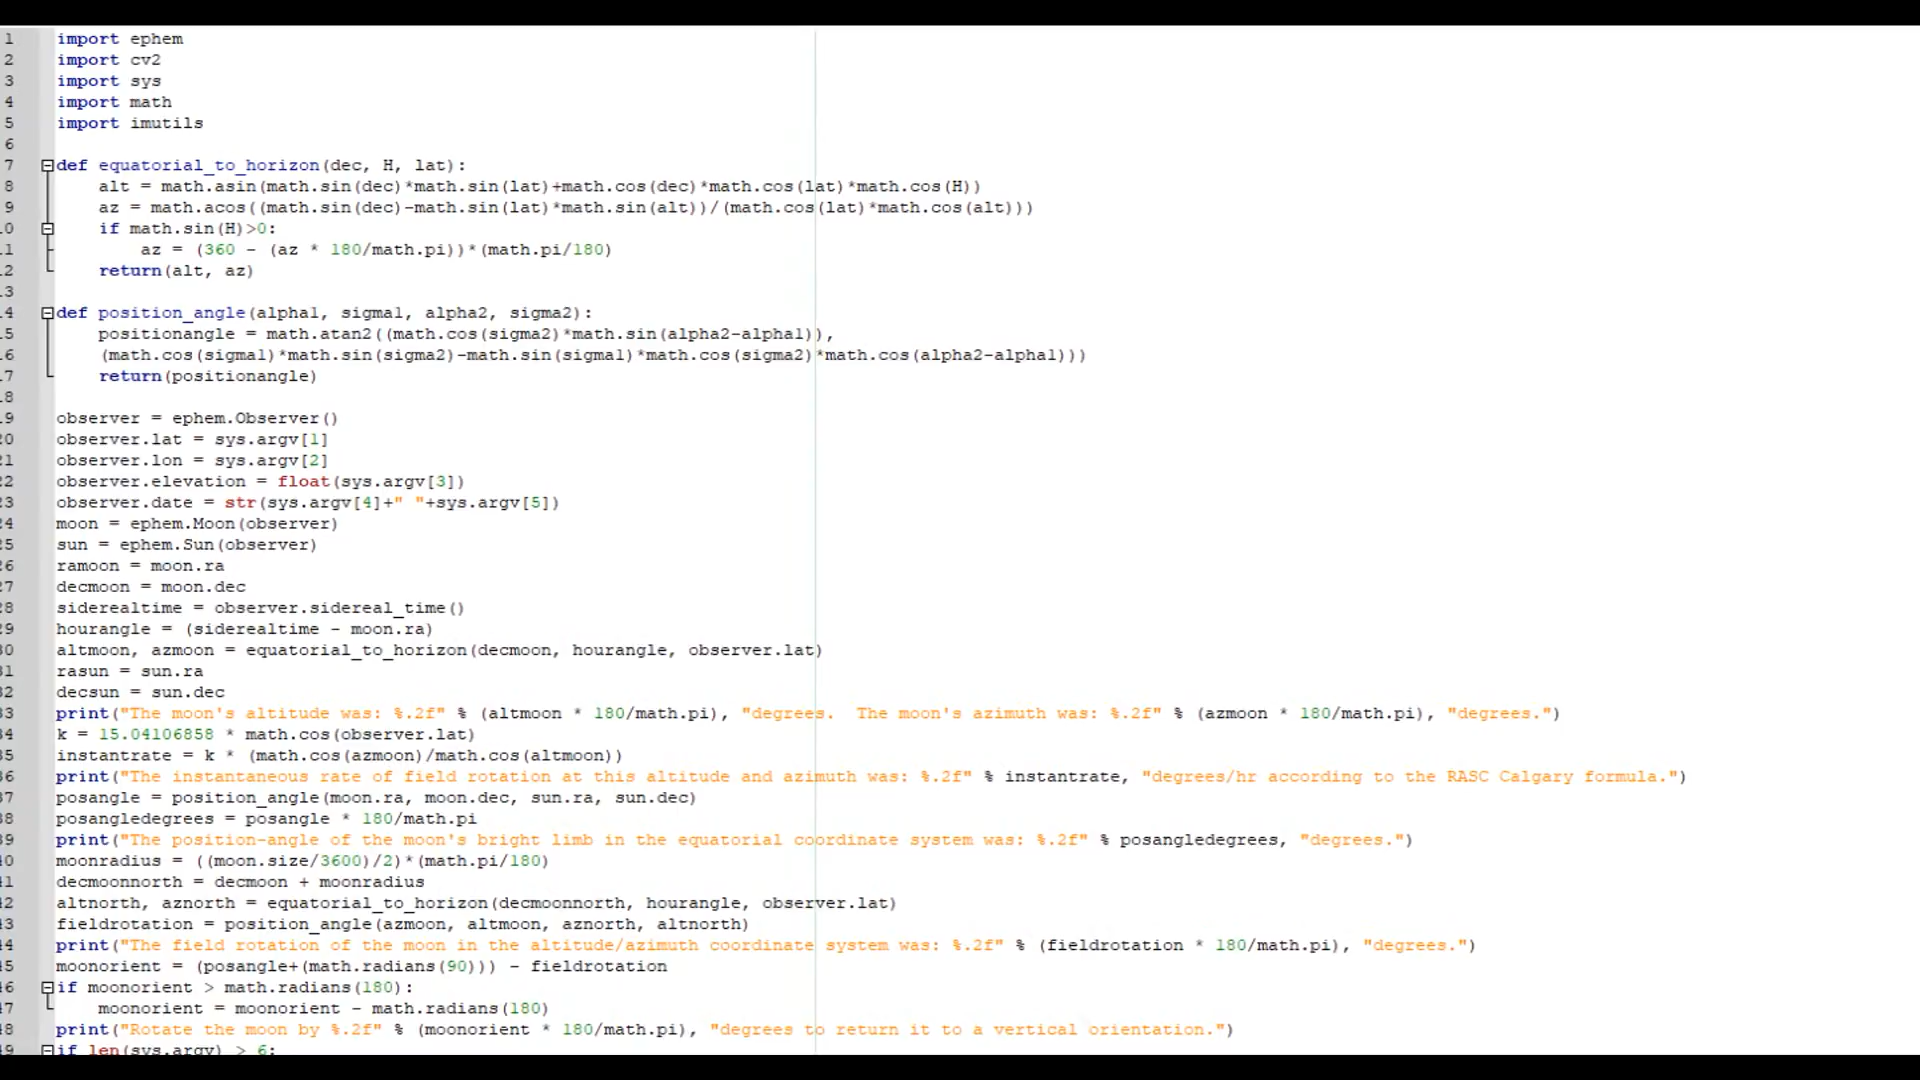 1 import ephem
2 import cv2
3 import sys
4 import math
5 import imutils
6
7 def equatorial_to_horizon(dec, H, lat):
8     alt = math.asin(math.sin(dec)*math.sin(lat)+math.cos(dec)*math.cos(lat)*math.cos(H))
9     az = math.acos((math.sin(dec)-math.sin(lat)*math.sin(alt))/(math.cos(lat)*math.cos(alt)))
0     if math.sin(H)>0:
1         az = (360 - (az * 180/math.pi))*(math.pi/180)
2     return(alt, az)
3
4 def position_angle(alpha1, sigma1, alpha2, sigma2):
5     positionangle = math.atan2((math.cos(sigma2)*math.sin(alpha2-alpha1)),
6     (math.cos(sigma1)*math.sin(sigma2)-math.sin(sigma1)*math.cos(sigma2)*math.cos(alpha2-alpha1)))
7     return(positionangle)
8
9 observer = ephem.Observer()
20 observer.lat = sys.argv[1]
21 observer.lon = sys.argv[2]
22 observer.elevation = float(sys.argv[3])
23 observer.date = str(sys.argv[4]+" "+sys.argv[5])
24 moon = ephem.Moon(observer)
25 sun = ephem.Sun(observer)
26 ramoon = moon.ra
27 decmoon = moon.dec
28 siderealtime = observer.sidereal_time()
29 hourangle = (siderealtime - moon.ra)
30 altmoon, azmoon = equatorial_to_horizon(decmoon, hourangle, observer.lat)
31 rasun = sun.ra
32 decsun = sun.dec
33 print("The moon's altitude was: %.2f" % (altmoon * 180/math.pi), "degrees.  The moon's azimuth was: %.2f" % (azmoon * 180/math.pi), "degrees.")
34 k = 15.04106858 * math.cos(observer.lat)
35 instantrate = k * (math.cos(azmoon)/math.cos(altmoon))
36 print("The instantaneous rate of field rotation at this altitude and azimuth was: %.2f" % instantrate, "degrees/hr according to the RASC Calgary formula.")
37 posangle = position_angle(moon.ra, moon.dec, sun.ra, sun.dec)
38 posangledegrees = posangle * 180/math.pi
39 print("The position-angle of the moon's bright limb in the equatorial coordinate system was: %.2f" % posangledegrees, "degrees.")
40 moonradius = ((moon.size/3600)/2)*(math.pi/180)
41 decmoonnorth = decmoon + moonradius
42 altnorth, aznorth = equatorial_to_horizon(decmoonnorth, hourangle, observer.lat)
43 fieldrotation = position_angle(azmoon, altmoon, aznorth, altnorth)
44 print("The field rotation of the moon in the altitude/azimuth coordinate system was: %.2f" % (fieldrotation * 180/math.pi), "degrees.")
45 moonorient = (posangle+(math.radians(90))) - fieldrotation
46 if moonorient > math.radians(180):
47     moonorient = moonorient - math.radians(180)
48 print("Rotate the moon by %.2f" % (moonorient * 180/math.pi), "degrees to return it to a vertical orientation.")
49 if len(sys.argv) > 6: